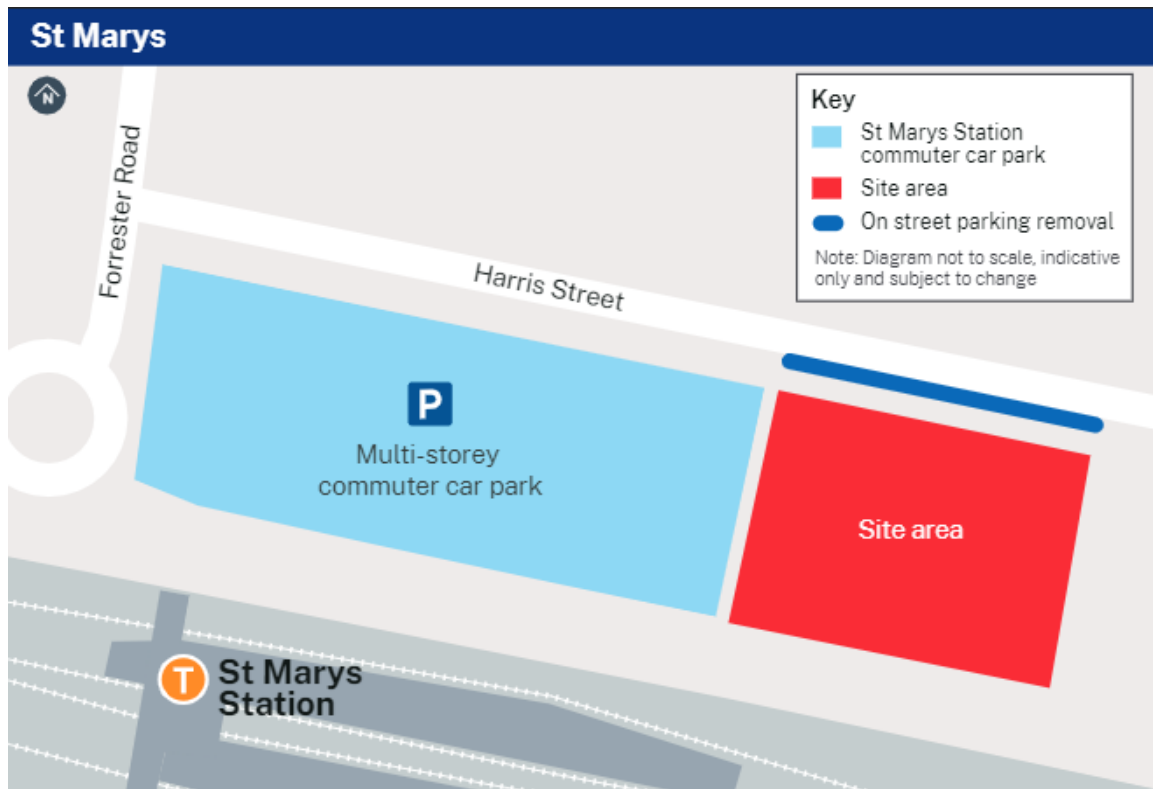 St Marys
N
Forrester Road
Harris Street
Key
St Marys Station
commuter car park
Site area
On street parking removal
Note: Diagram not to scale, indicative
only and subject to change
P
Multi-storey
commuter car park
Site area
T
St Marys
Station